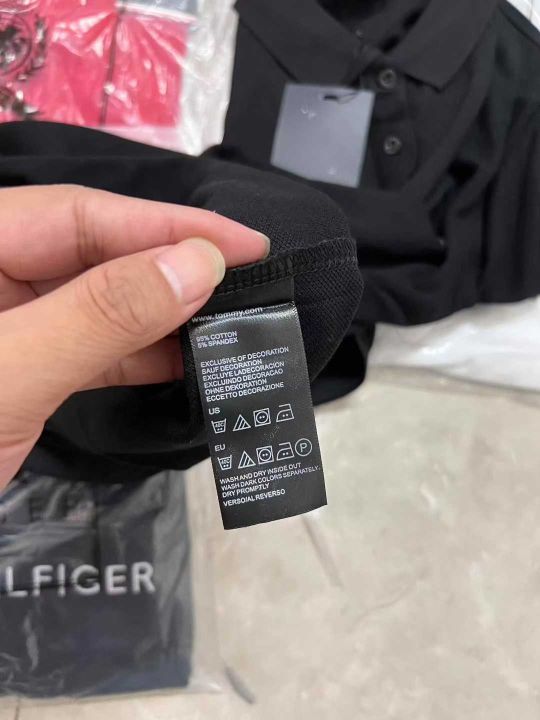 www.tommy.com
95% COTTON
5% SPANDEX
EXCLUSIVE OF DECORATION
SAUF DECORATION
EXCLUYE LADECORACION
EXCLUINDO DECORACAO
OHNE DEKORATION
ECCETTO DECORAZIONE
US
EU
WASH AND DRY INSIDE OUT
WASH DARK COLORS SEPARATELY.
DRY PROMPTLY
VERSO/AL REVERSO
LFIGER